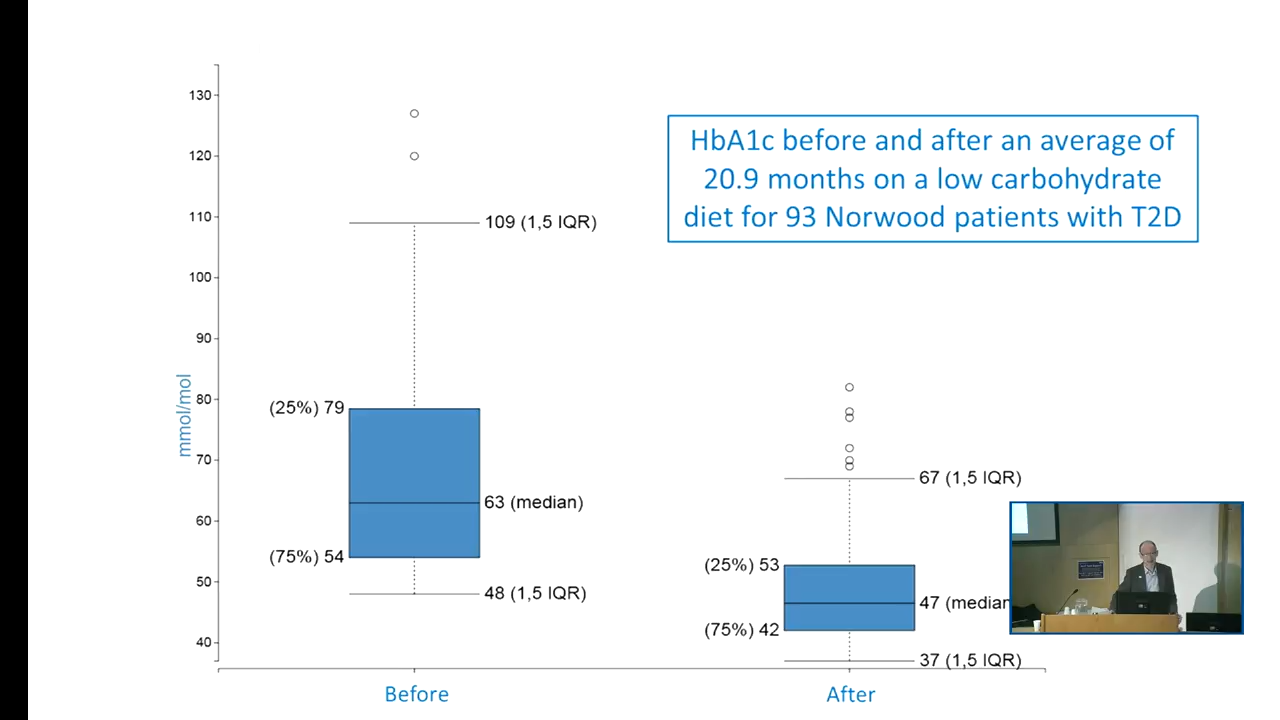 HbA1c before and after an average of
20.9 months on a low carbohydrate
diet for 93 Norwood patients with T2D
mmol/mol
130
120
110
100
90
80
70
60
50
40
109 (1,5 IQR)
(25%) 79
63 (median)
(75%) 54
48 (1,5 IQR)
67 (1,5 IQR)
(25%) 53
47 (median
(75%) 42
37 (1,5 IQR)
Before
After